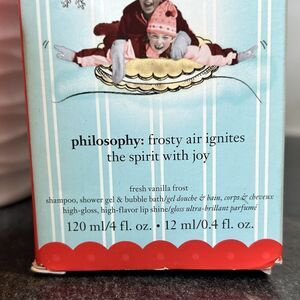 philosophy: frosty air ignites
the spirit with joy
fresh vanilla frost
shampoo, shower gel & bubble bath/gel douche & bain, corps & cheveux
high-gloss, high-flavor lip shine/gloss ultra-brillant parfumé
120 ml/4 fl. oz. • 12 ml/0.4 fl. oz.